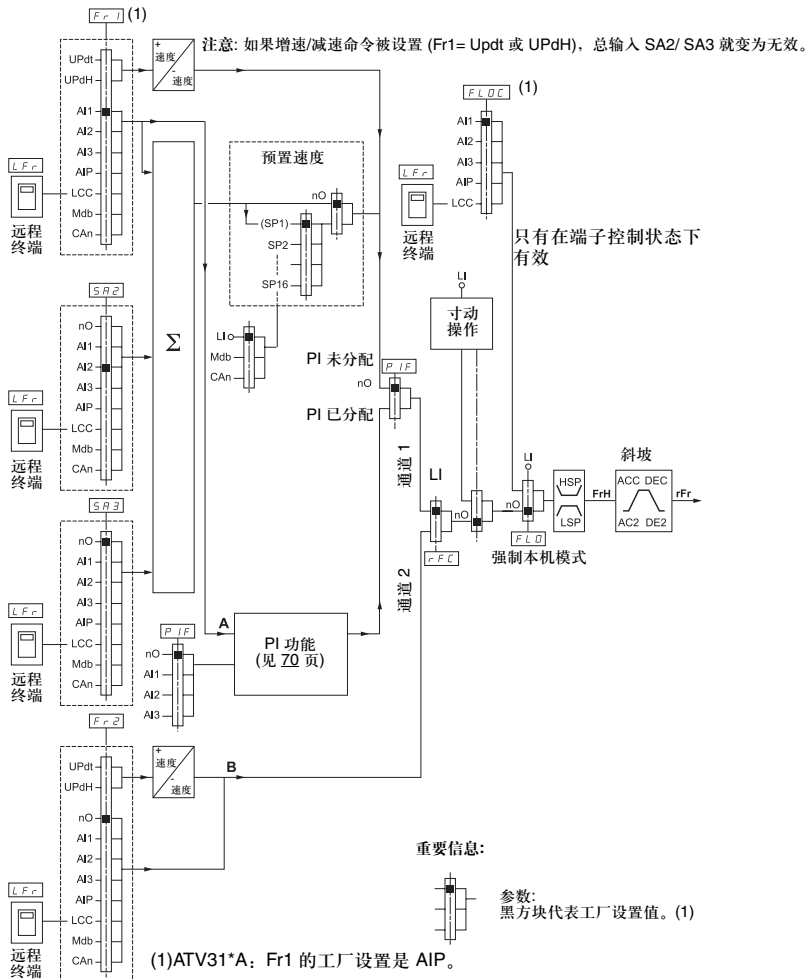 Fr1 (1)
注意: 如果增速/减速命令被设置 (Fr1= Updt 或 UPdH)，总输入 SA2/ SA3 就变为无效。
UPdt
UPdH
+
速度
-
速度
AI1
AI2
AI3
AIP
LCC
Mdb
CAn
LFr
远程
终端
FLOC (1)
AI1
AI2
AI3
AIP
LCC
LFr
远程
终端
只有在端子控制状态下
有效
预置速度
nO
(SP1)
SP2
SP16
LI
Mdb
CAn
SA2
nO
AI1
AI2
AI3
AIP
LCC
Mdb
CAn
LFr
远程
终端
Σ
LI
寸动
操作
PI 未分配
PIF
nO
PI 已分配
通道 1
LI
nO
rFC
通道 2
LI
nO
FLO
强制本机模式
HSP
LSP
FrH
斜坡
ACC DEC
AC2 DE2
rFr
SA3
nO
AI1
AI2
AI3
AIP
LCC
Mdb
CAn
LFr
远程
终端
A
PIF
nO
AI1
AI2
AI3
PI 功能
(见 70 页)
Fr2
UPdt
UPdH
+
速度
-
速度
B
nO
AI1
AI2
AI3
AIP
LCC
Mdb
CAn
LFr
远程
终端
重要信息:
参数:
黑方块代表工厂设置值。(1)
(1)ATV31*A：Fr1 的工厂设置是 AIP。